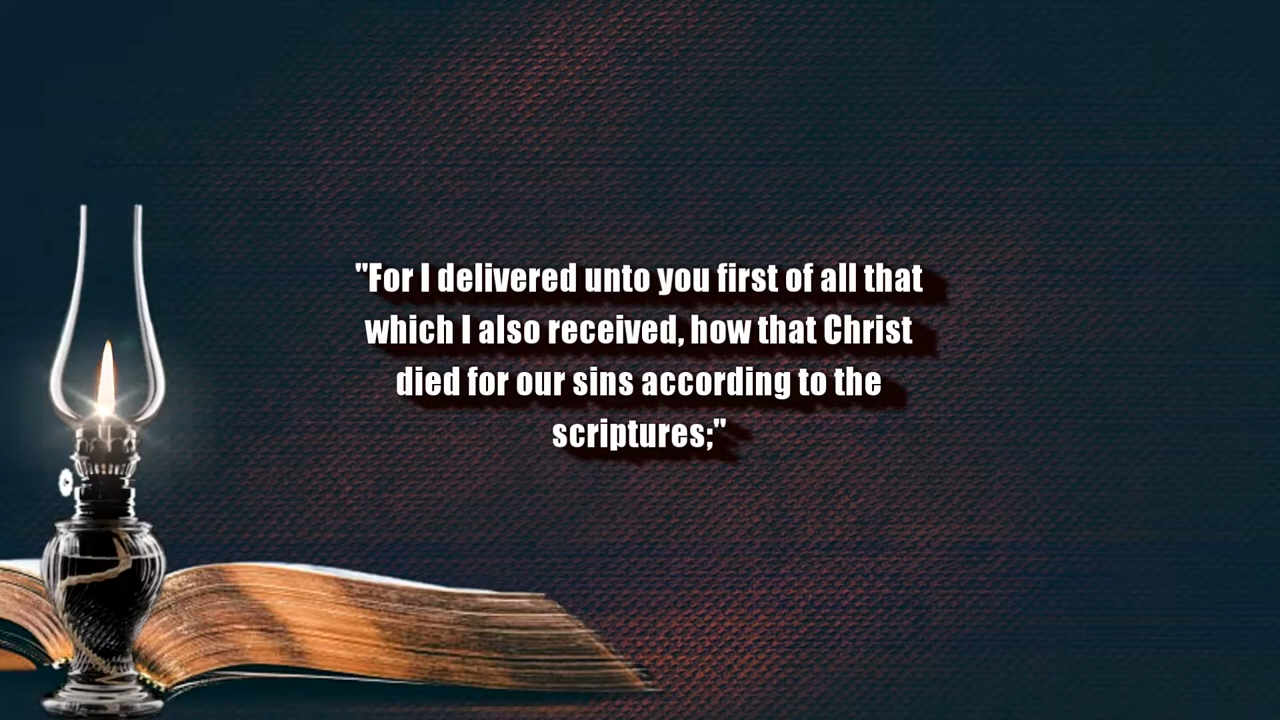 "For I delivered unto you first of all that
which I also received, how that Christ
died for our sins according to the
scriptures;"